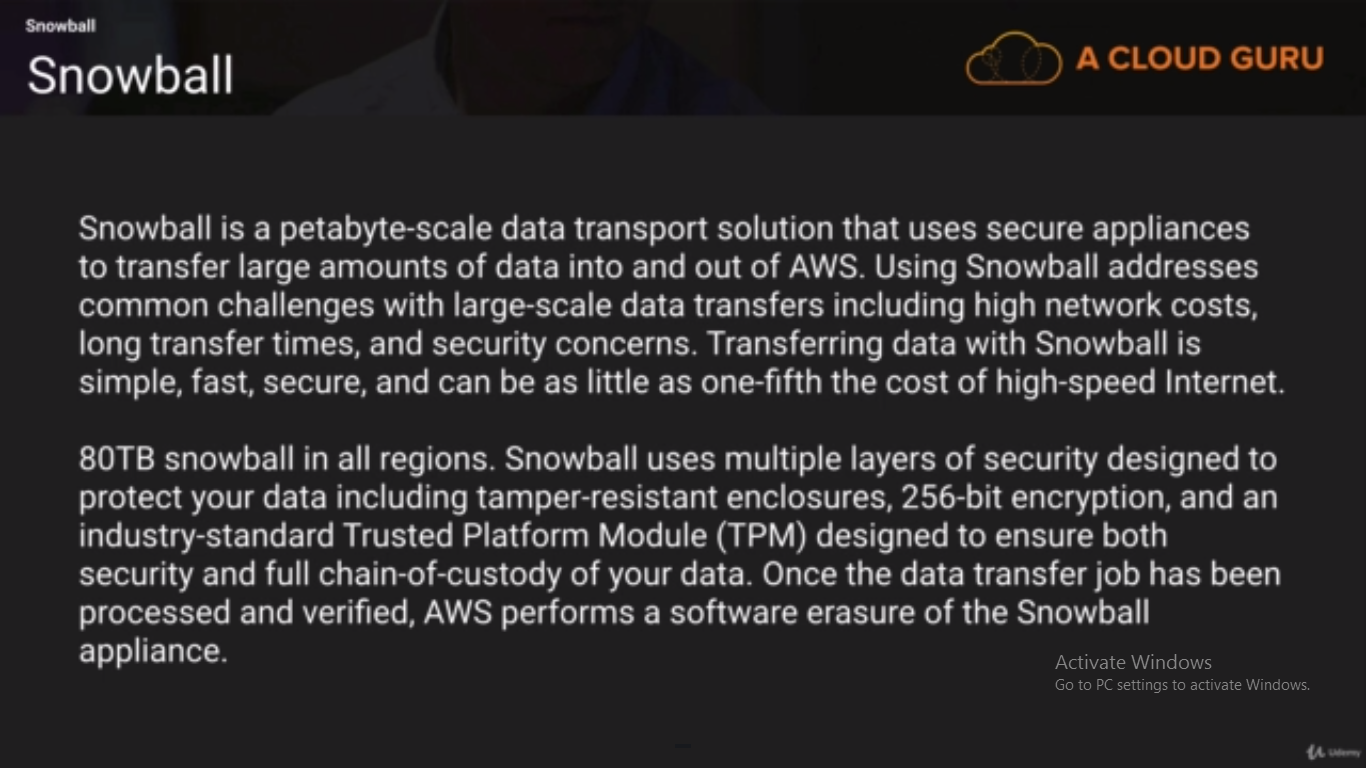 Snowball
Snowball
A CLOUD GURU
Snowball is a petabyte-scale data transport solution that uses secure appliances
to transfer large amounts of data into and out of AWS. Using Snowball addresses
common challenges with large-scale data transfers including high network costs,
long transfer times, and security concerns. Transferring data with Snowball is
simple, fast, secure, and can be as little as one-fifth the cost of high-speed Internet.
80TB snowball in all regions. Snowball uses multiple layers of security designed to
protect your data including tamper-resistant enclosures, 256-bit encryption, and an
industry-standard Trusted Platform Module (TPM) designed to ensure both
security and full chain-of-custody of your data. Once the data transfer job has been
processed and verified, AWS performs a software erasure of the Snowball
appliance.
Activate Windows
Go to PC settings to activate Windows.
Udemy